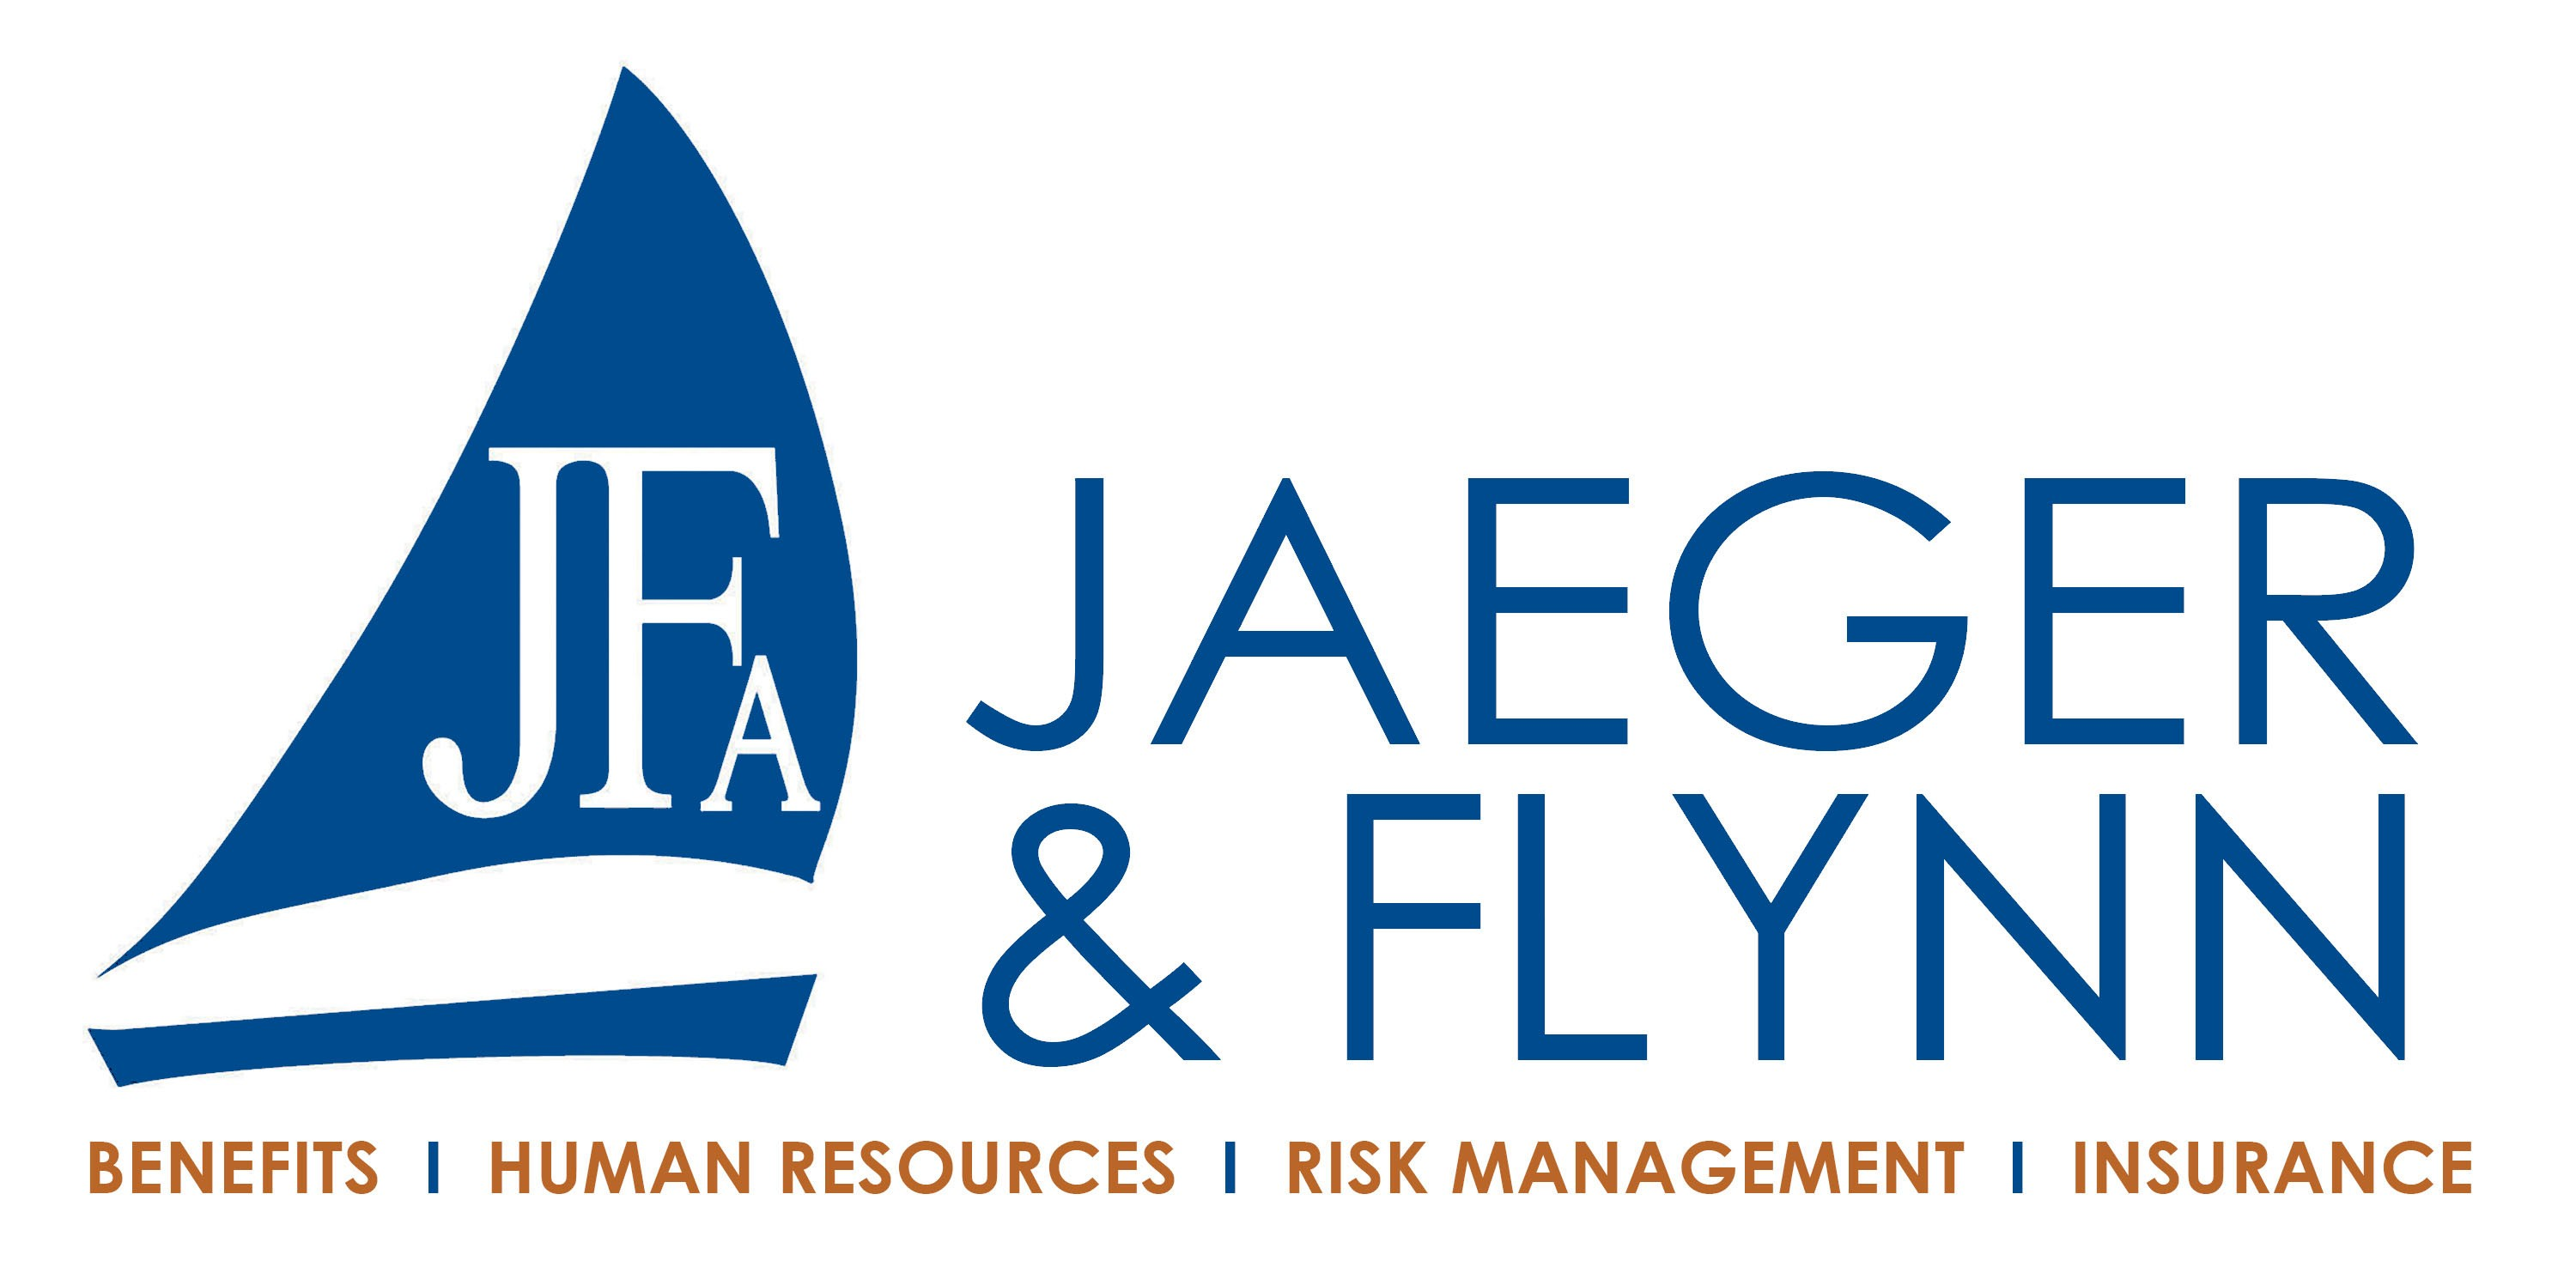 JFA
JAEGER
& FLYNN
BENEFITS | HUMAN RESOURCES | RISK MANAGEMENT | INSURANCE